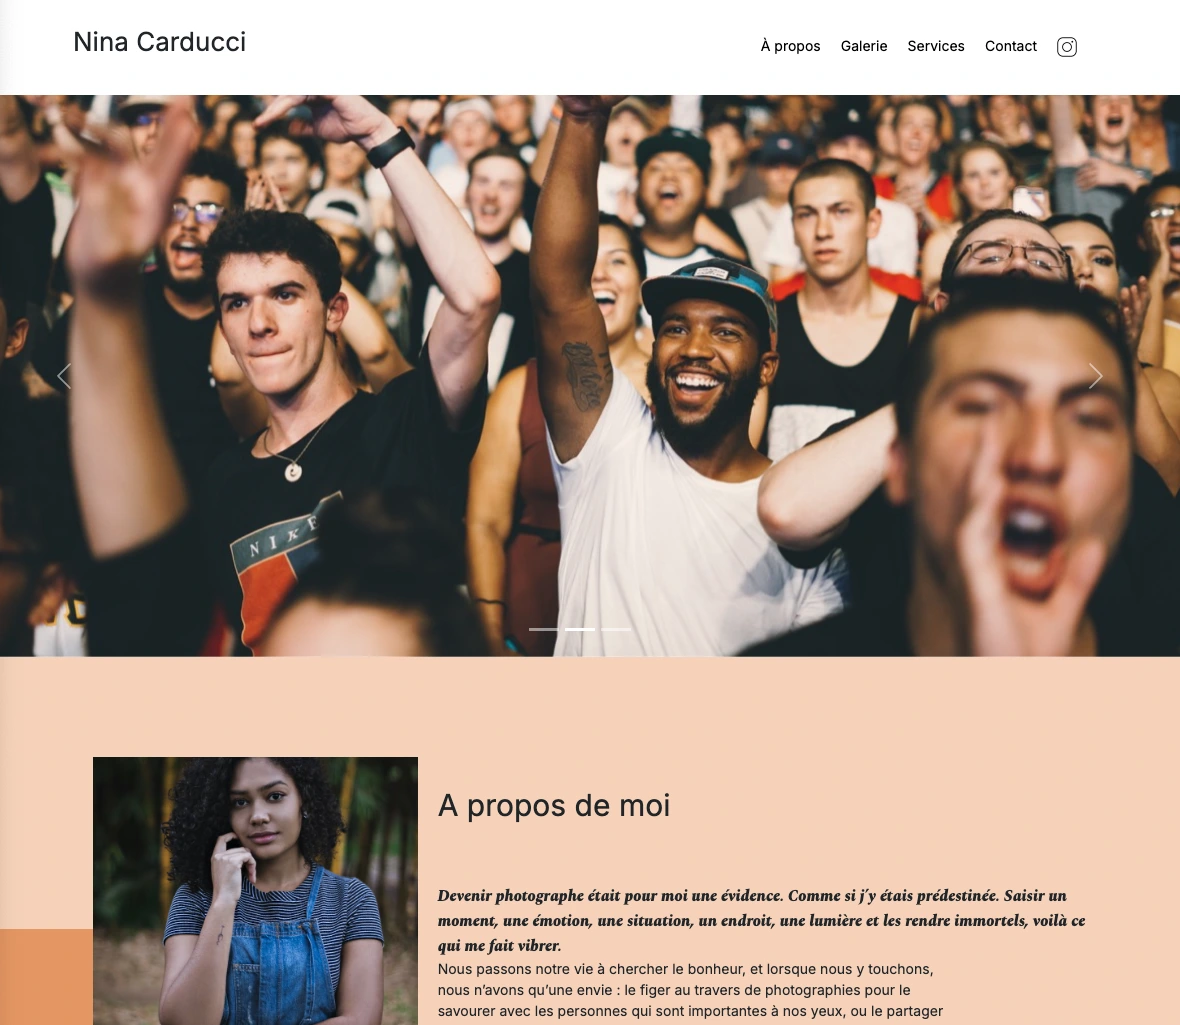 Nina Carducci
À propos Galerie Services Contact
NIKE
A propos de moi
Devenir photographe était pour moi une évidence. Comme si j’y étais prédestinée. Saisir un
moment, une émotion, une situation, un endroit, une lumière et les rendre immortels, voilà ce
qui me fait vibrer.
Nous passons notre vie à chercher le bonheur, et lorsque nous y touchons,
nous n’avons qu’une envie : le figer au travers de photographies pour le
savourer avec les personnes qui sont importantes à nos yeux, ou le partager